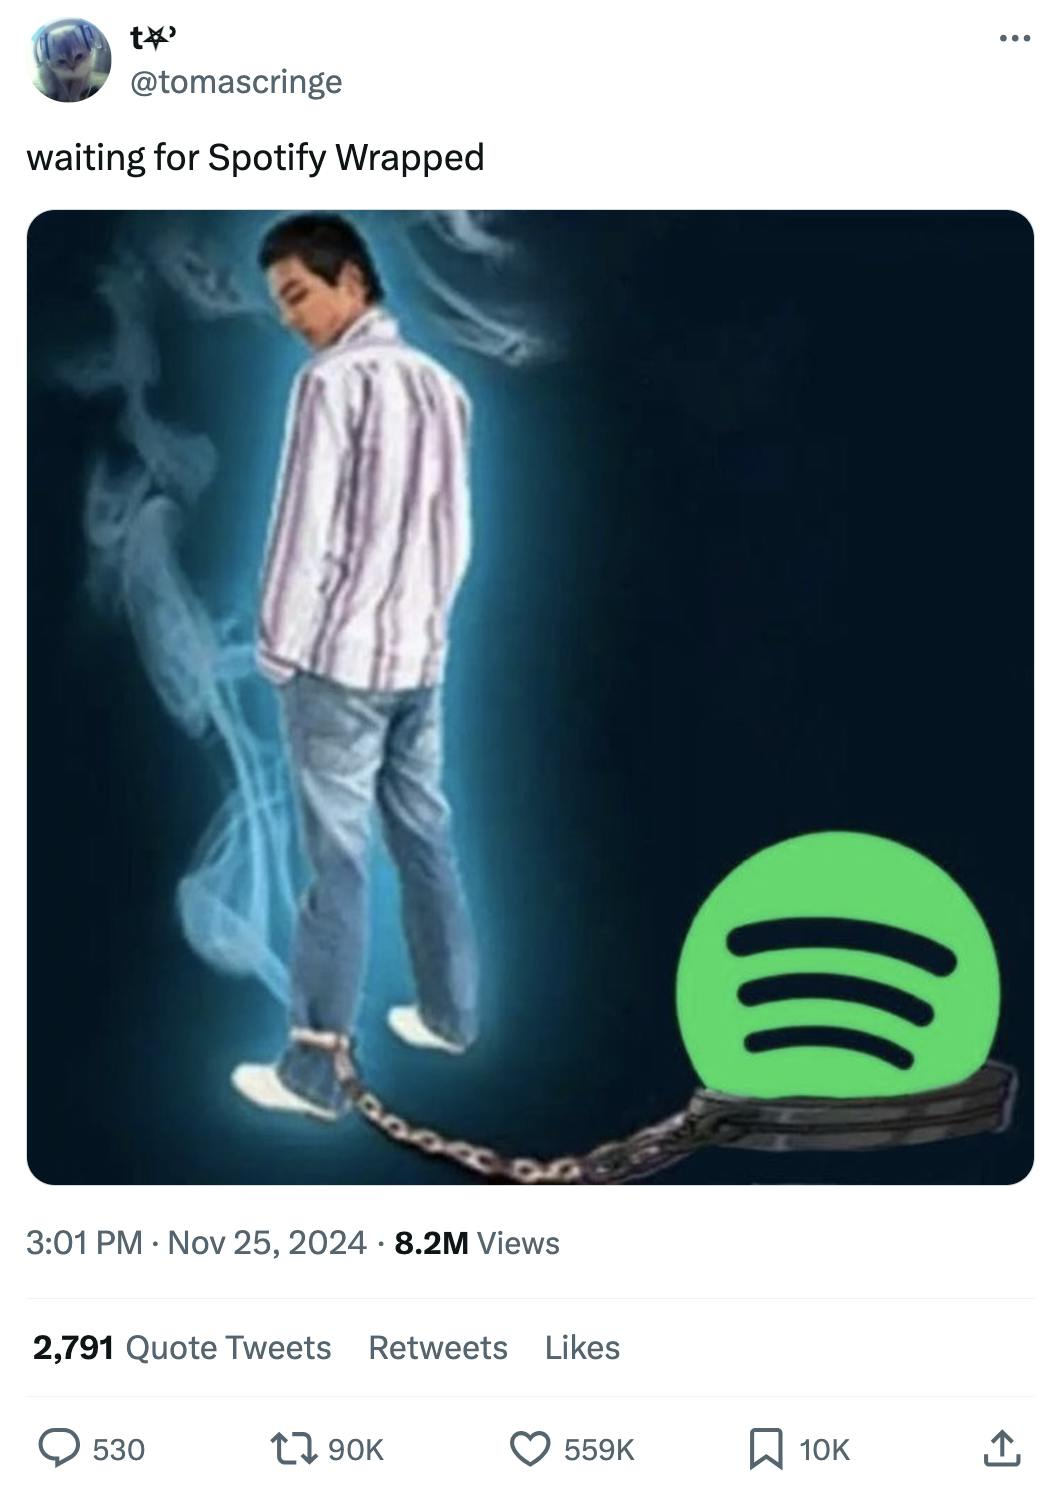 t⛧°
@tomascringe
waiting for Spotify Wrapped
3:01 PM · Nov 25, 2024 · 8.2M Views
2,791 Quote Tweets Retweets Likes
530 90K 559K 10K